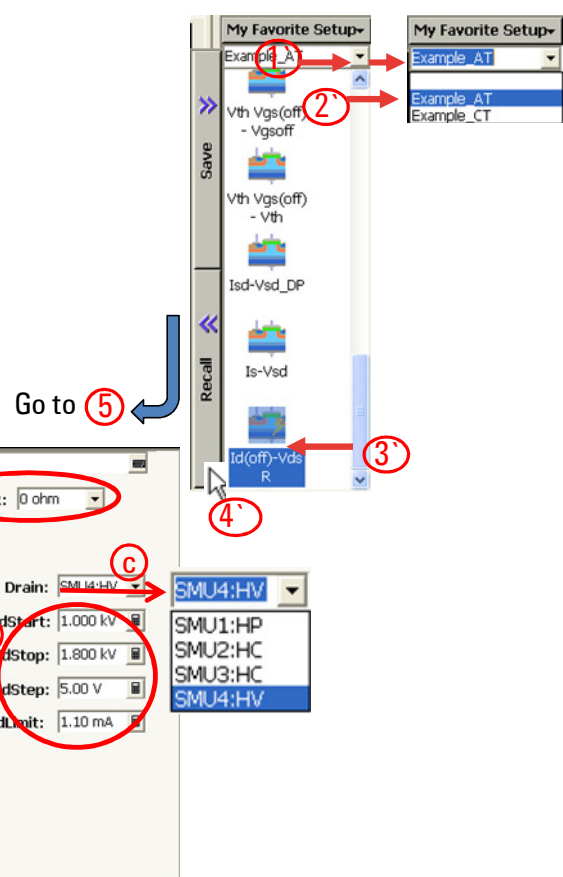 My Favorite Setup
My Favorite Setup
Example_AT
1`
Example_AT
2`
Example_AT
Example_CT
Save
Vth Vgs(off)
- Vgsoff
Vth Vgs(off)
- Vth
Isd-Vsd_DP
Recall
Is-Vsd
Id(off)-Vds
R
3`
4`
Go to 5
: 0 ohm
c
Drain: SMU4:HV
SMU4:HV
SMU1:HP
SMU2:HC
SMU3:HC
SMU4:HV
dStart: 1.000 kV
dStop: 1.800 kV
dStep: 5.00 V
dLimit: 1.10 mA